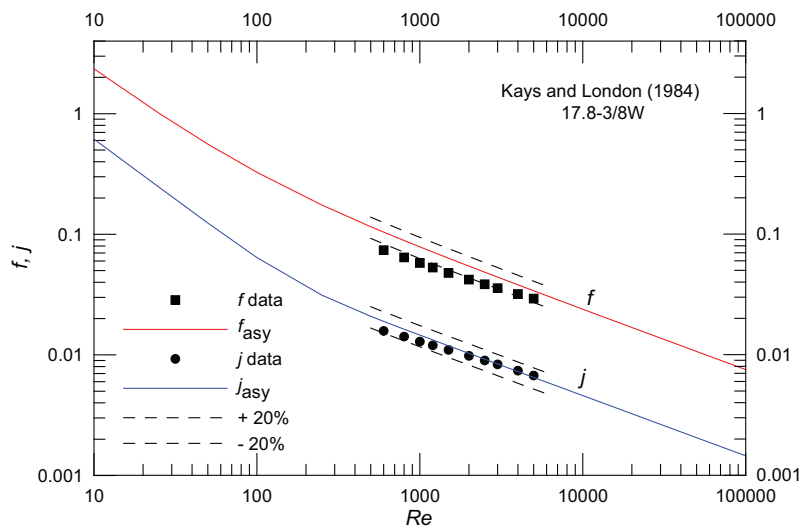 10 100 1000 10000 100000
Kays and London (1984)
17.8-3/8W
1 1
0.1 0.1
0.01 0.01
0.001 0.001
f, j
f
j
f data
fasy
j data
jasy
+ 20%
- 20%
10 100 1000 10000 100000
Re